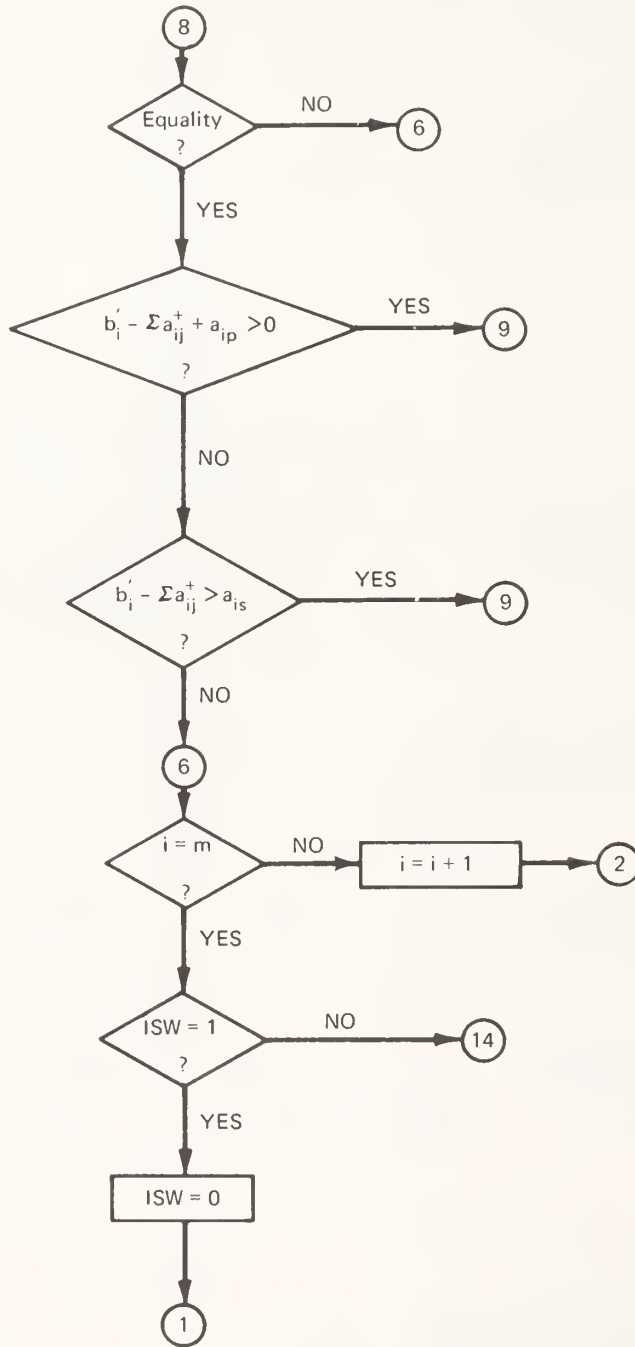 8
Equality
?
NO
6
YES
b'i - Σa+ij + aip >0
?
YES
9
NO
b'i - Σa+ij > ais
?
YES
9
NO
6
i = m
?
NO
i = i + 1
2
YES
ISW = 1
?
NO
14
YES
ISW = 0
1